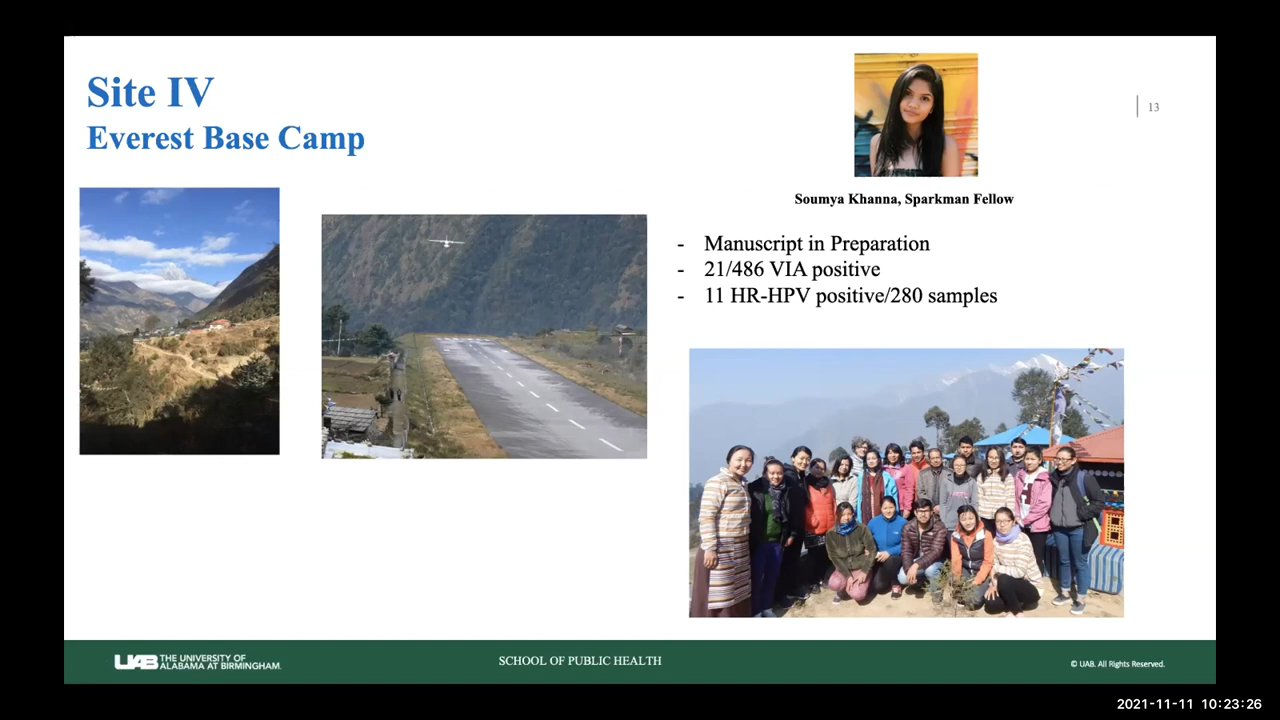 Site IV
Everest Base Camp
13
Soumya Khanna, Sparkman Fellow
- Manuscript in Preparation
- 21/486 VIA positive
- 11 HR-HPV positive/280 samples
UAB THE UNIVERSITY OF
ALABAMA AT BIRMINGHAM.
SCHOOL OF PUBLIC HEALTH
© UAB. All Rights Reserved.
2021-11-11 10:23:26